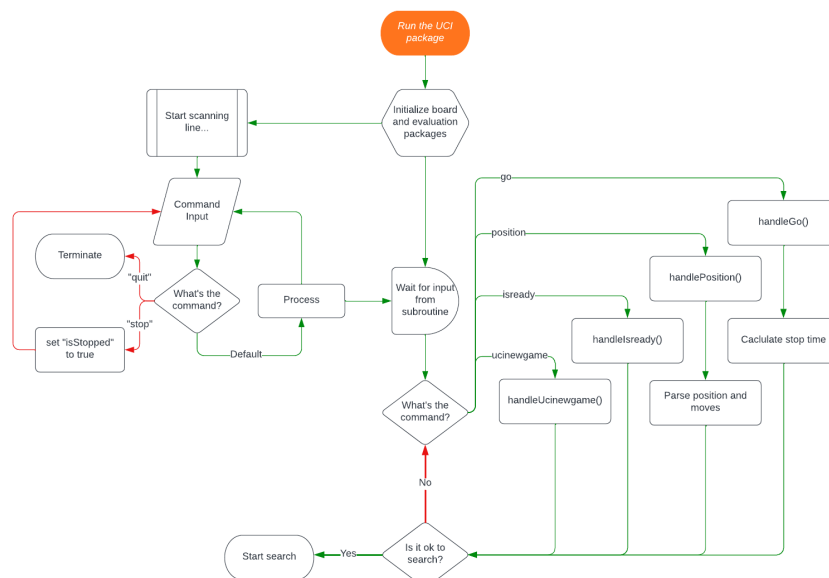 Run the UCI
package
Start scanning
line...
Initialize board
and evaluation
packages
go
Command
Input
handleGo()
position
Terminate
handlePosition()
"quit"
What's the
command?
Process
Wait for input
from
subroutine
isready
"stop"
set "isStopped"
to true
Default
handleIsready()
Caclulate stop time
ucinewgame
What's the
command?
handleUcinewgame()
Parse position and
moves
No
Start search
Yes
Is it ok to
search?